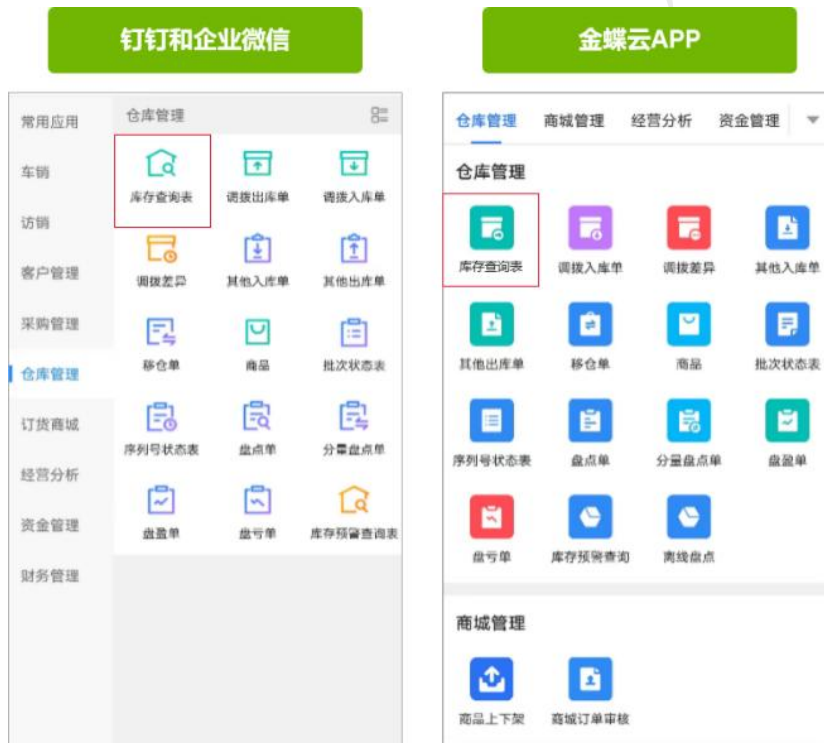 钉钉和企业微信
金蝶云APP
常用应用
车销
访销
客户管理
采购管理
仓库管理
订货商城
经营分析
资金管理
财务管理
仓库管理
库存查询表 调拨出库单 调拨入库单
调拨差异 其他入库单 其他出库单
移仓单 商品 批次状态表
序列号状态表 盘点单 分量盘点单
盘盈单 盘亏单 库存预警查询表
仓库管理 商城管理 经营分析 资金管理
仓库管理
库存查询表 调拨入库单 调拨差异 其他入库单
其他出库单 移仓单 商品 批次状态表
序列号状态表 盘点单 分量盘点单 盘盈单
盘亏单 库存预警查询 离线盘点
商城管理
商品上下架 商城订单审核